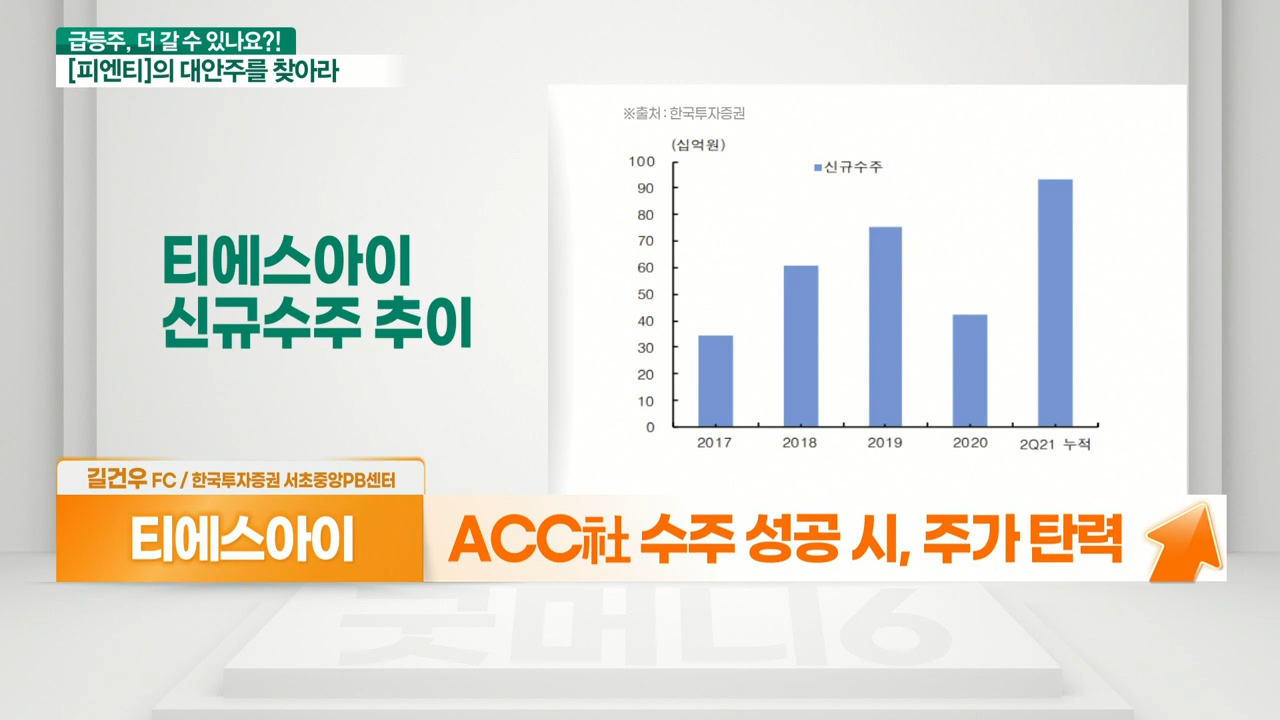 급등주, 더 갈 수 있나요?!
[피엔티]의 대안주를 찾아라
※출처 : 한국투자증권
(십억원)
신규수주
100
90
80
70
60
50
40
30
20
10
0
2017 2018 2019 2020 2Q21 누적
티에스아이
신규수주 추이
길건우 FC / 한국투자증권 서초중앙PB센터
티에스아이
ACC社 수주 성공 시, 주가 탄력
굿머니6